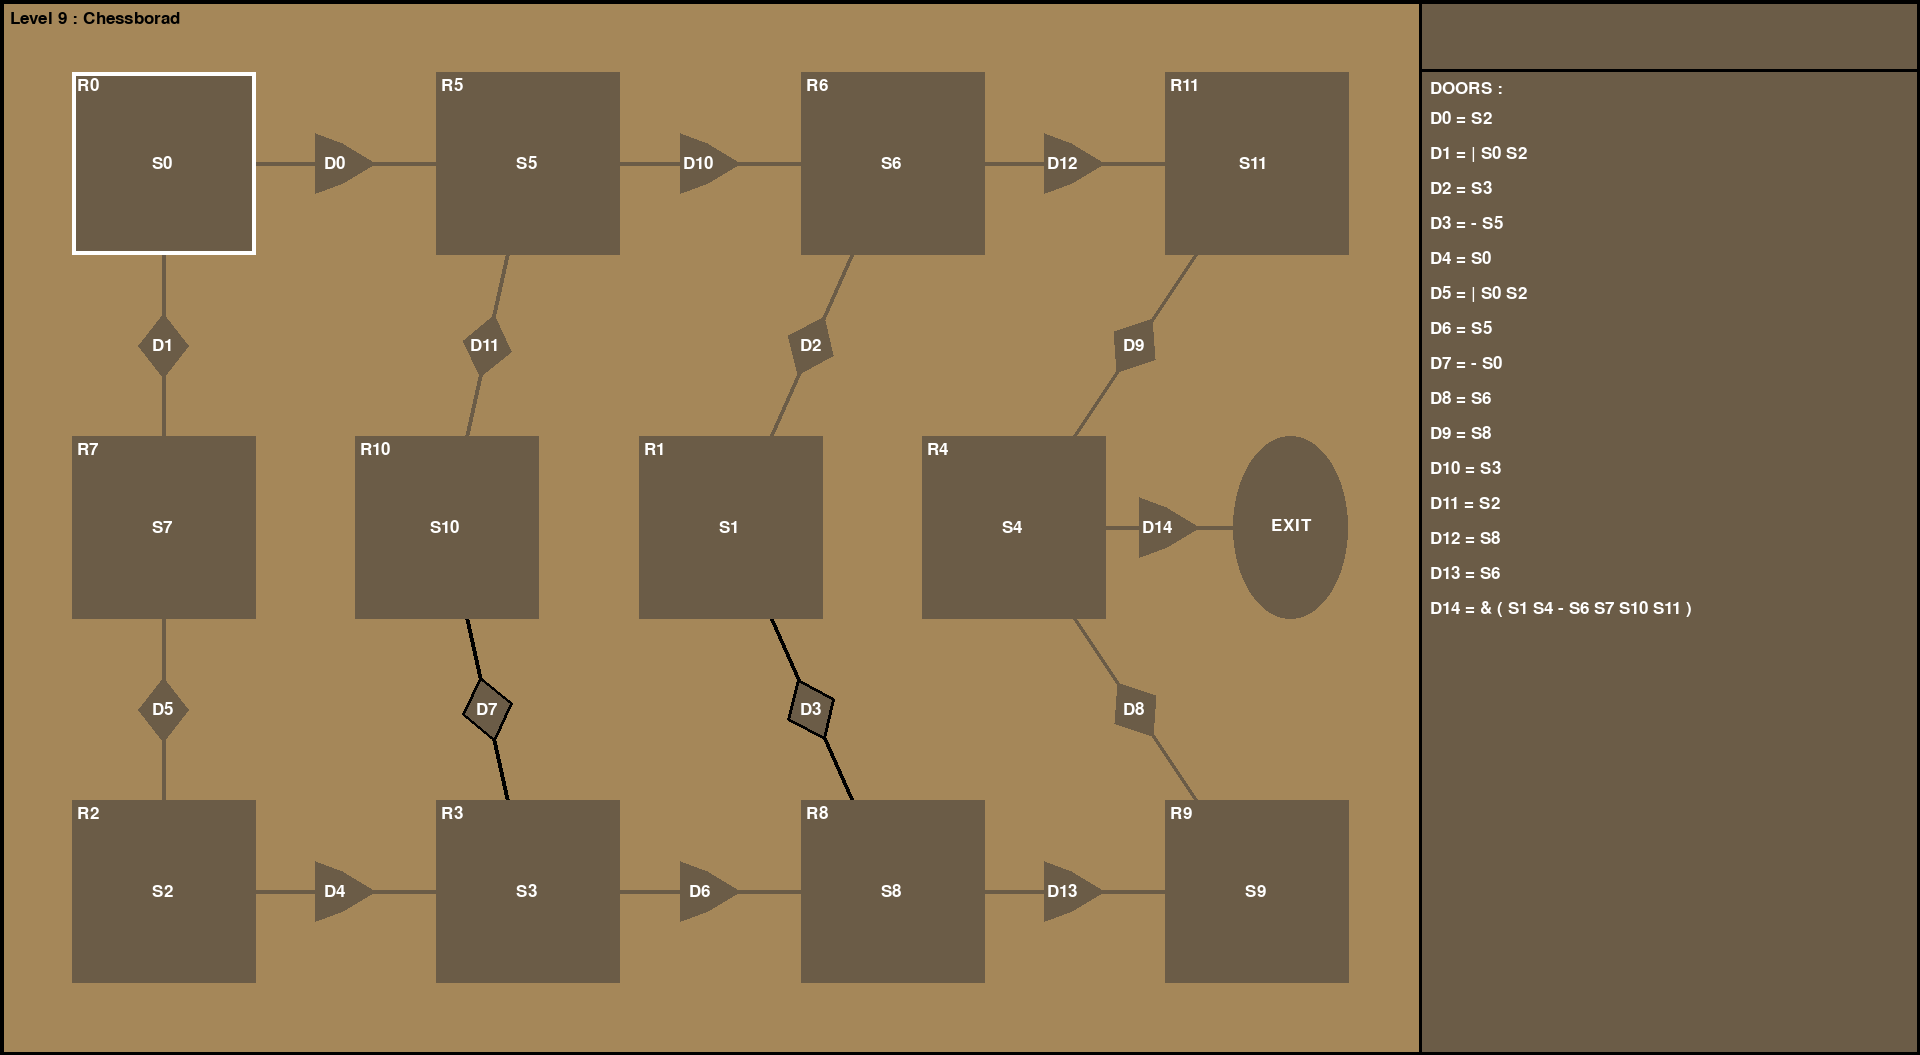 Level 9 : Chessborad
R0
S0
D0
R5
S5
D10
R6
S6
D12
R11
S11
D1
D11
D2
D9
R7
S7
R10
S10
R1
S1
R4
S4
D14
EXIT
D5
D7
D3
D8
R2
S2
D4
R3
S3
D6
R8
S8
D13
R9
S9
DOORS :
D0 = S2
D1 = | S0 S2
D2 = S3
D3 = - S5
D4 = S0
D5 = | S0 S2
D6 = S5
D7 = - S0
D8 = S6
D9 = S8
D10 = S3
D11 = S2
D12 = S8
D13 = S6
D14 = & ( S1 S4 - S6 S7 S10 S11 )